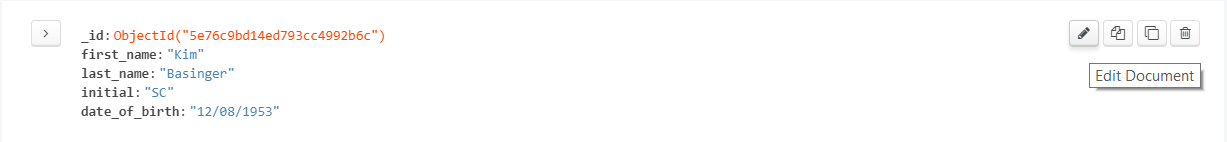 _id: ObjectId("5e76c9bd14ed793cc4992b6c")
first_name: "Kim"
last_name: "Basinger"
initial: "SC"
date_of_birth: "12/08/1953"
Edit Document